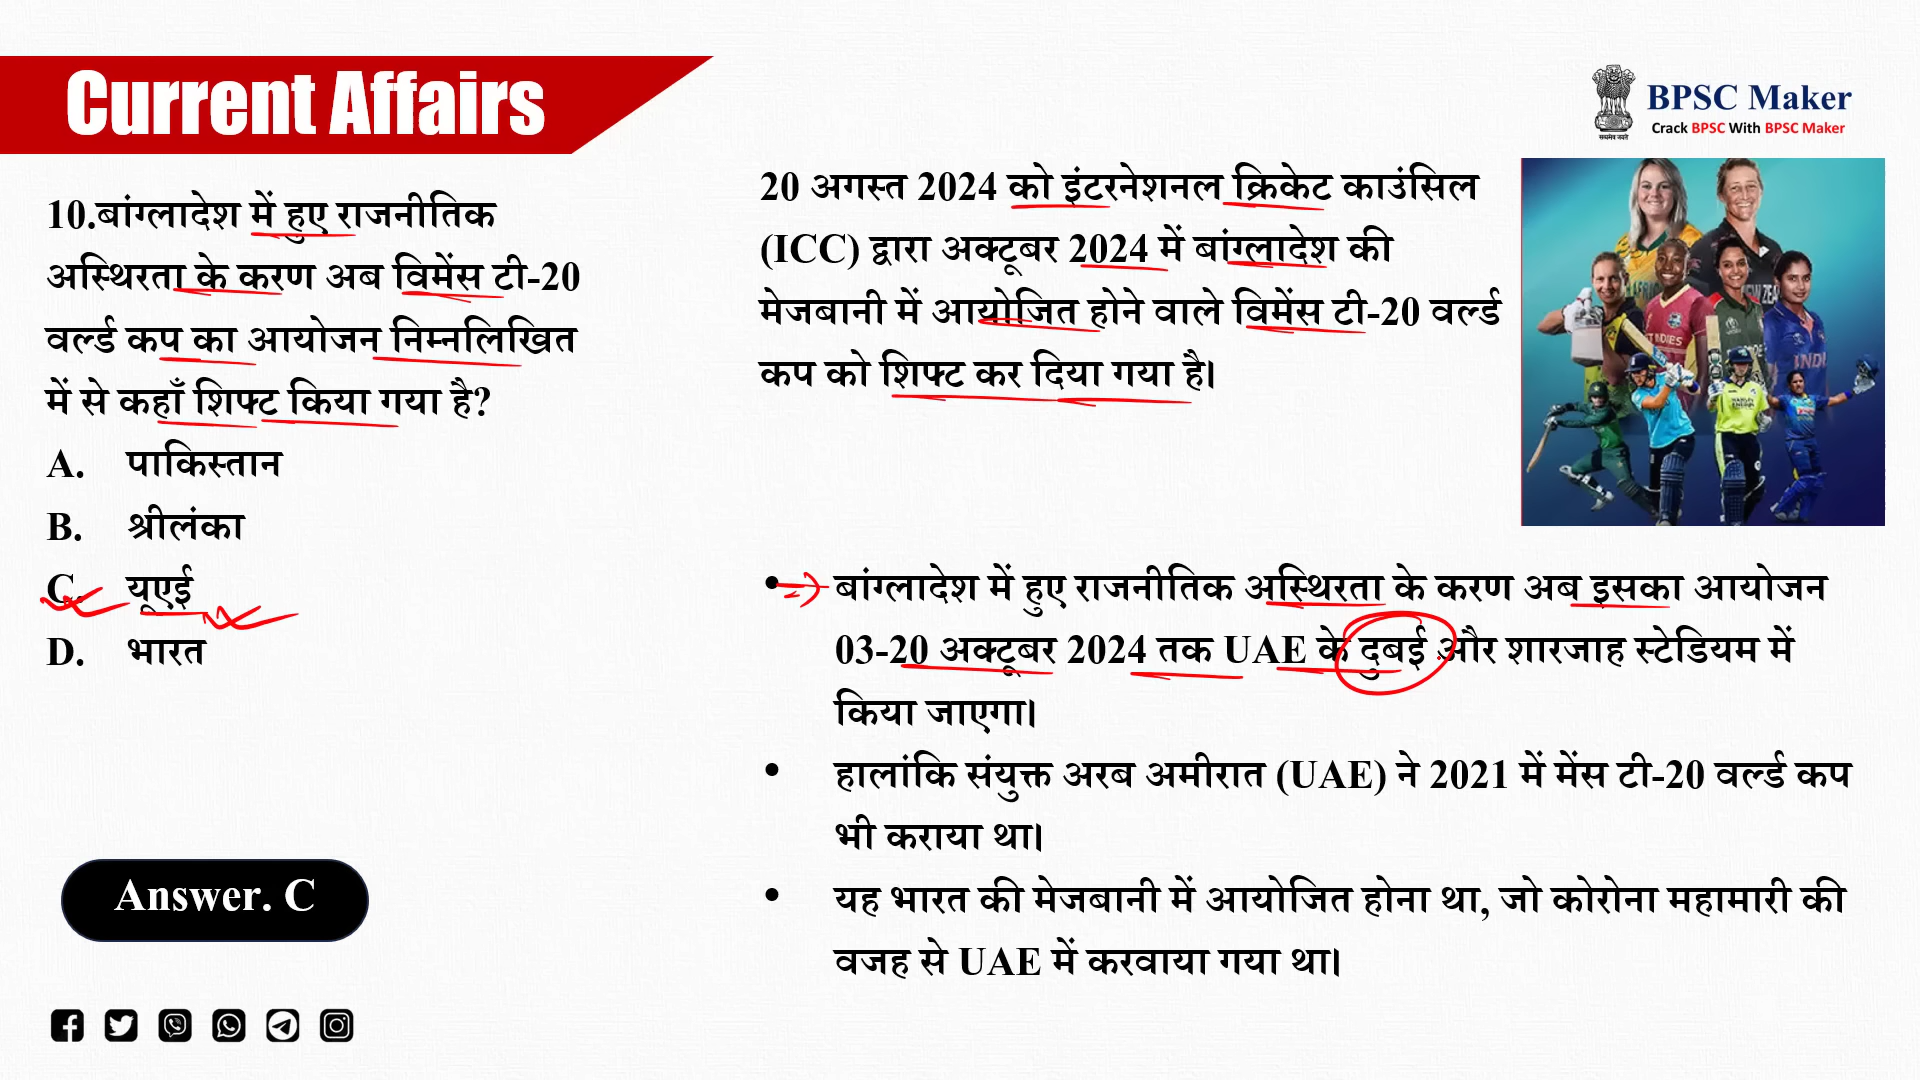 Current Affairs
BPSC Maker
Crack BPSC With BPSC Maker
10.बांग्लादेश में हुए राजनीतिक
अस्थिरता के करण अब विमेंस टी-20
वर्ल्ड कप का आयोजन निम्नलिखित
में से कहाँ शिफ्ट किया गया है?
A. पाकिस्तान
B. श्रीलंका
C. यूएई
D. भारत
Answer. C
20 अगस्त 2024 को इंटरनेशनल क्रिकेट काउंसिल
(ICC) द्वारा अक्टूबर 2024 में बांग्लादेश की
मेजबानी में आयोजित होने वाले विमेंस टी-20 वर्ल्ड
कप को शिफ्ट कर दिया गया है।
• बांग्लादेश में हुए राजनीतिक अस्थिरता के करण अब इसका आयोजन
03-20 अक्टूबर 2024 तक UAE के दुबई और शारजाह स्टेडियम में
किया जाएगा।
• हालांकि संयुक्त अरब अमीरात (UAE) ने 2021 में मेंस टी-20 वर्ल्ड कप
भी कराया था।
• यह भारत की मेजबानी में आयोजित होना था, जो कोरोना महामारी की
वजह से UAE में करवाया गया था।